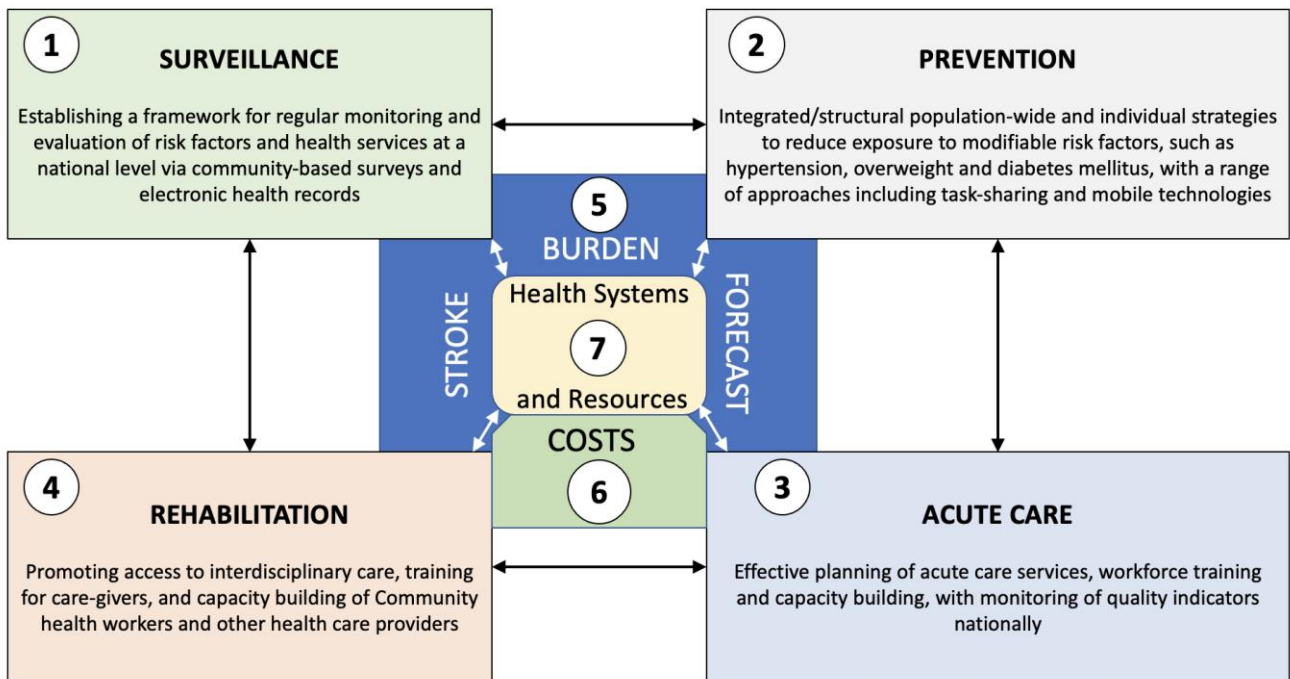 1
SURVEILLANCE
Establishing a framework for regular monitoring and
evaluation of risk factors and health services at a
national level via community-based surveys and
electronic health records
2
PREVENTION
Integrated/structural population-wide and individual strategies
to reduce exposure to modifiable risk factors, such as
hypertension, overweight and diabetes mellitus, with a range
of approaches including task-sharing and mobile technologies
5
BURDEN
STROKE
FORECAST
Health Systems
7
and Resources
COSTS
6
4
REHABILITATION
Promoting access to interdisciplinary care, training
for care-givers, and capacity building of Community
health workers and other health care providers
3
ACUTE CARE
Effective planning of acute care services, workforce training
and capacity building, with monitoring of quality indicators
nationally